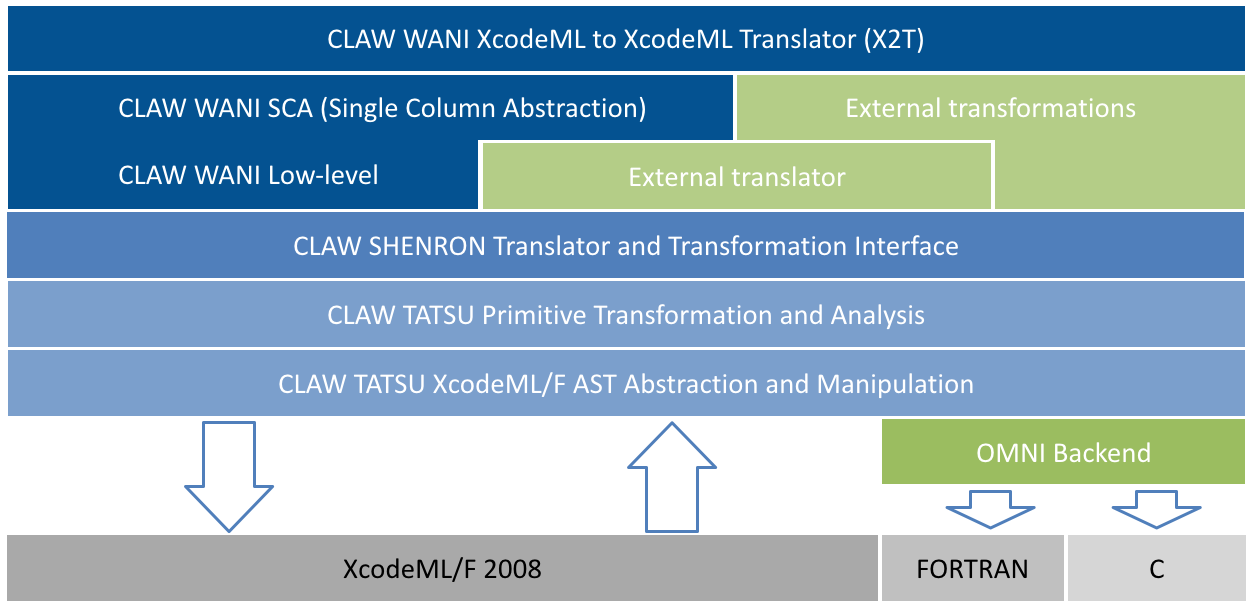 CLAW WANI XcodeML to XcodeML Translator (X2T)
CLAW WANI SCA (Single Column Abstraction)
External transformations
CLAW WANI Low-level
External translator
CLAW SHENRON Translator and Transformation Interface
CLAW TATSU Primitive Transformation and Analysis
CLAW TATSU XcodeML/F AST Abstraction and Manipulation
OMNI Backend
XcodeML/F 2008
FORTRAN
C